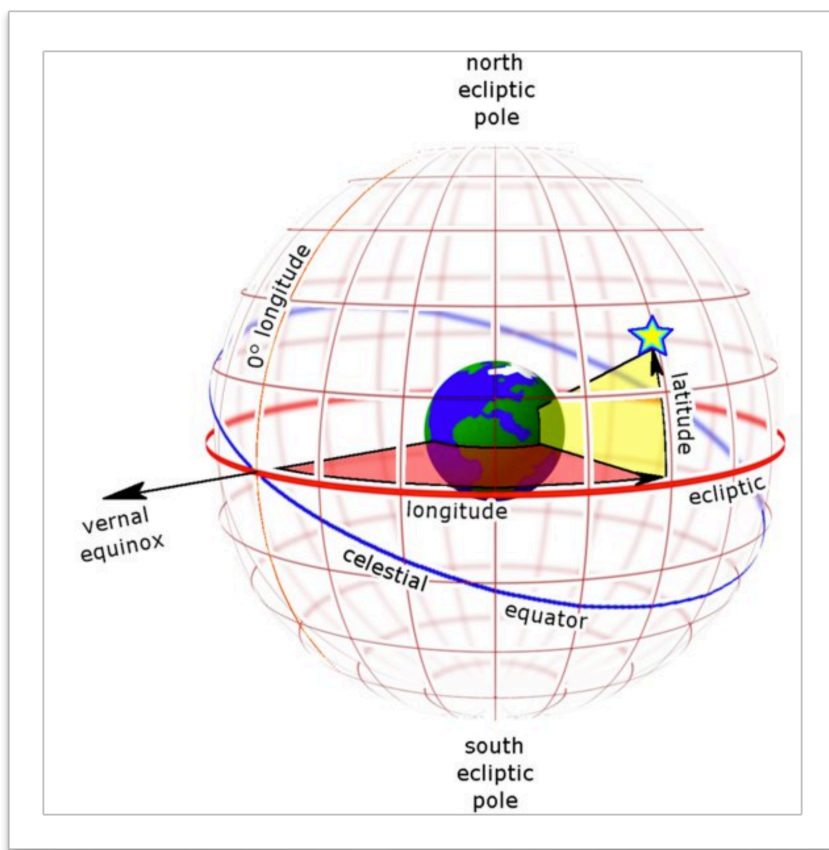 north
ecliptic
pole
0° longitude
latitude
ecliptic
longitude
vernal
equinox
celestial
equator
south
ecliptic
pole